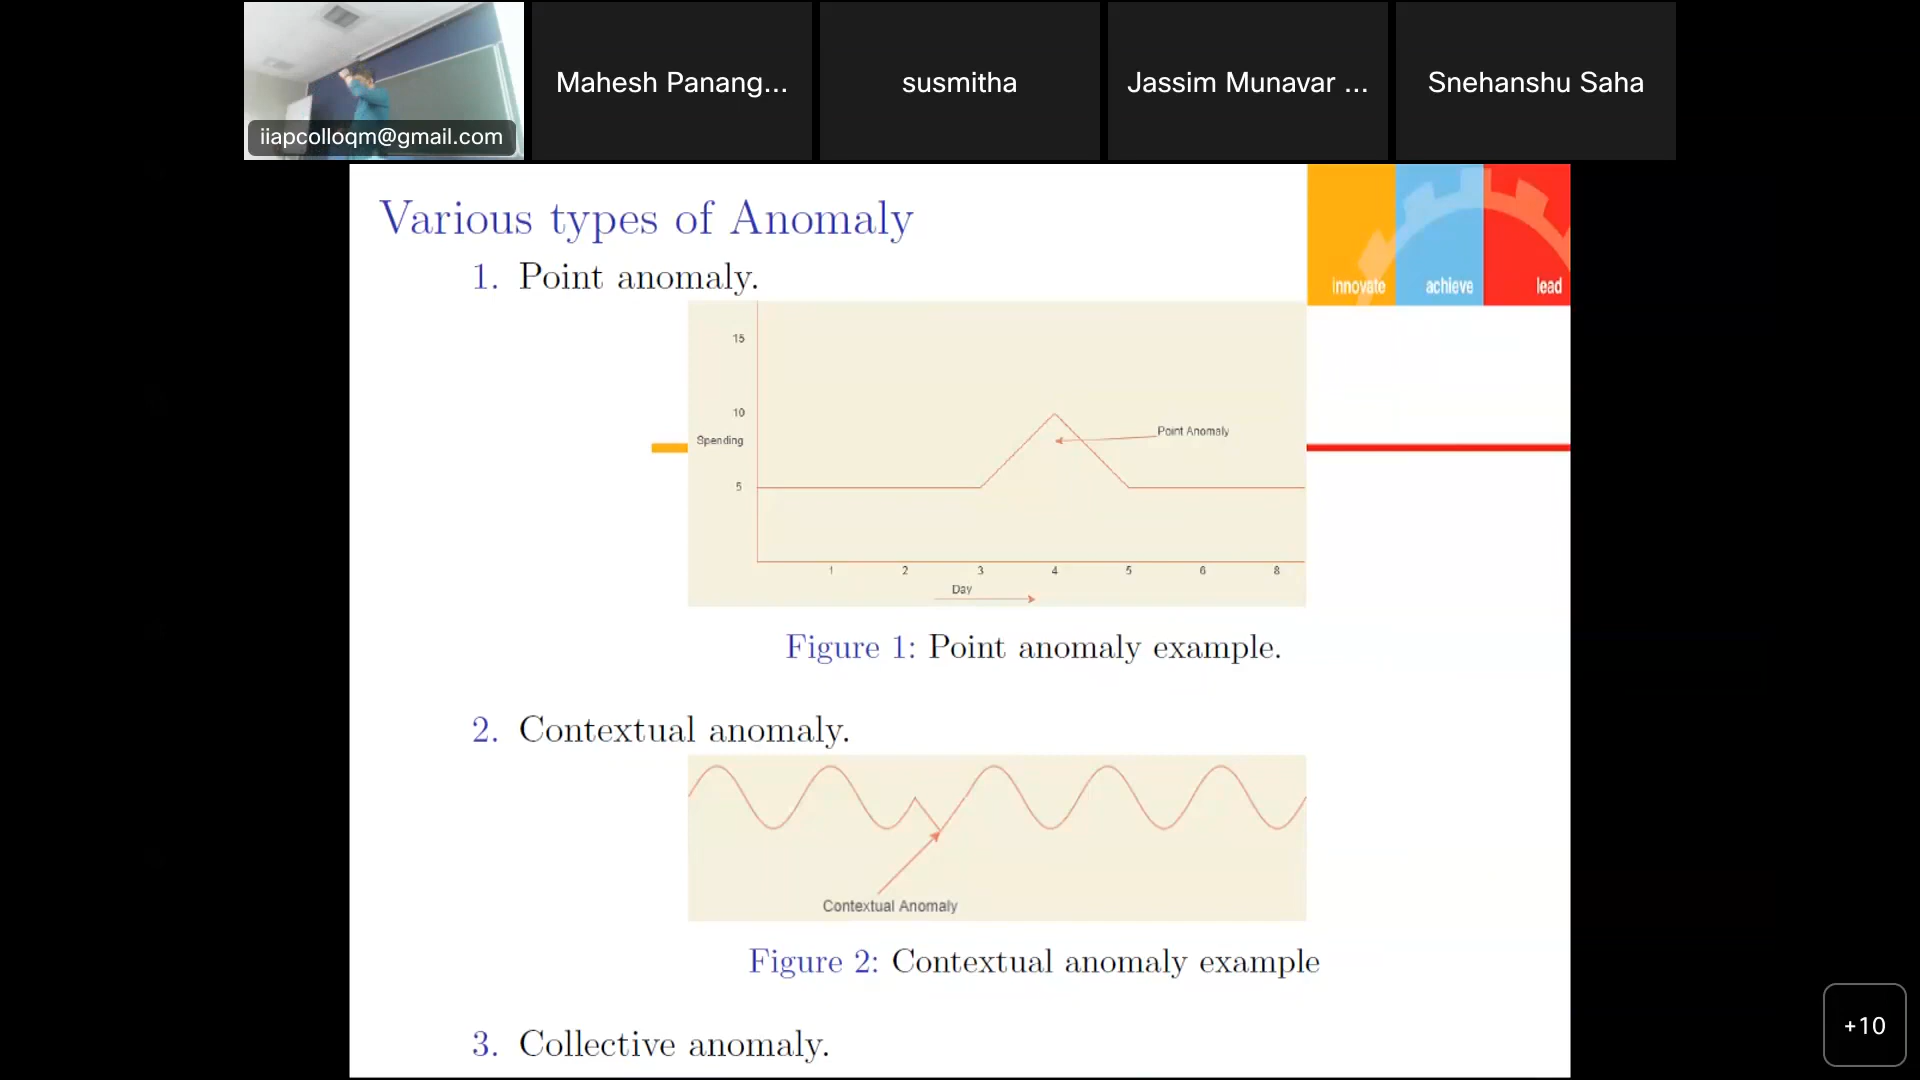 Mahesh Panang...
susmitha
Jassim Munavar ...
Snehanshu Saha
iiapcolloqm@gmail.com
Various types of Anomaly
innovate
achieve
lead
1. Point anomaly.
15
10
Spending
Point Anomaly
5
1 2 3 4 5 6 8
Day
Figure 1: Point anomaly example.
2. Contextual anomaly.
Contextual Anomaly
Figure 2: Contextual anomaly example
3. Collective anomaly.
+10